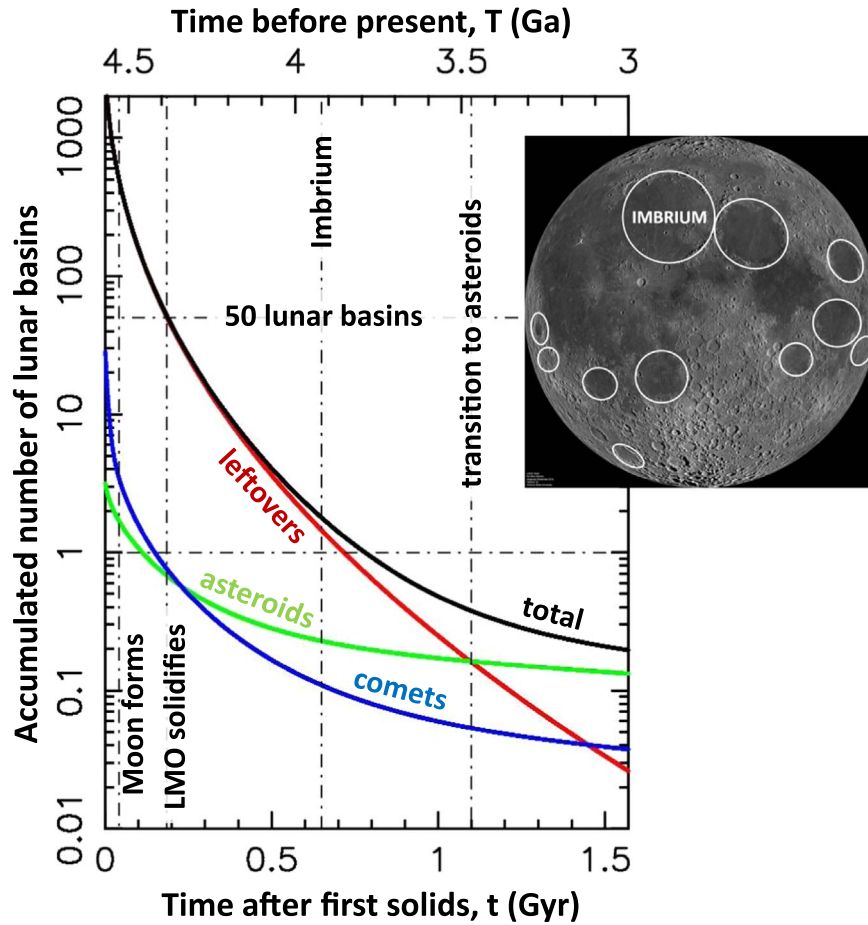 Time before present, T (Ga)
4.5 4 3.5 3
Accumulated number of lunar basins
1000
100
10
1
0.1
0.01
Imbrium
transition to asteroids
50 lunar basins
IMBRIUM
leftovers
asteroids
comets
total
Moon forms
LMO solidifies
0 0.5 1 1.5
Time after first solids, t (Gyr)